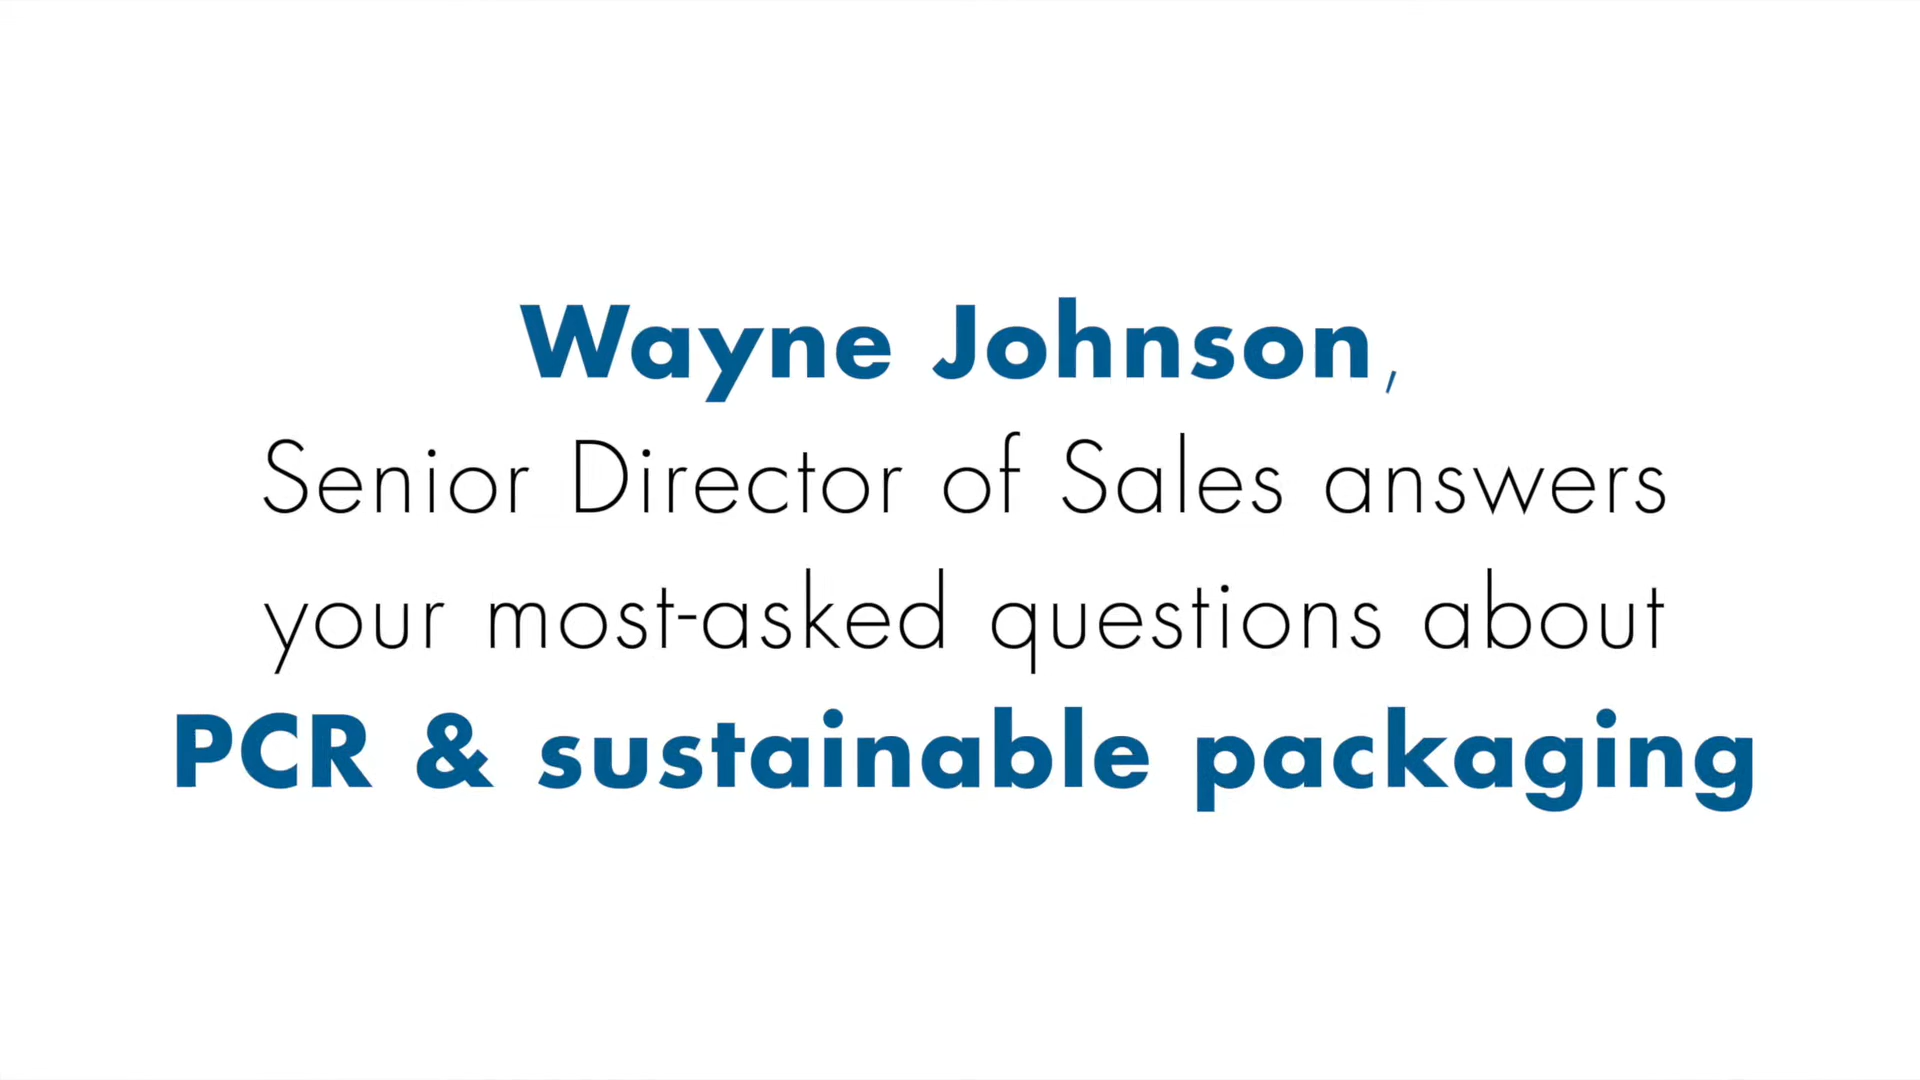 Wayne Johnson,
Senior Director of Sales answers
your most-asked questions about
PCR & sustainable packaging